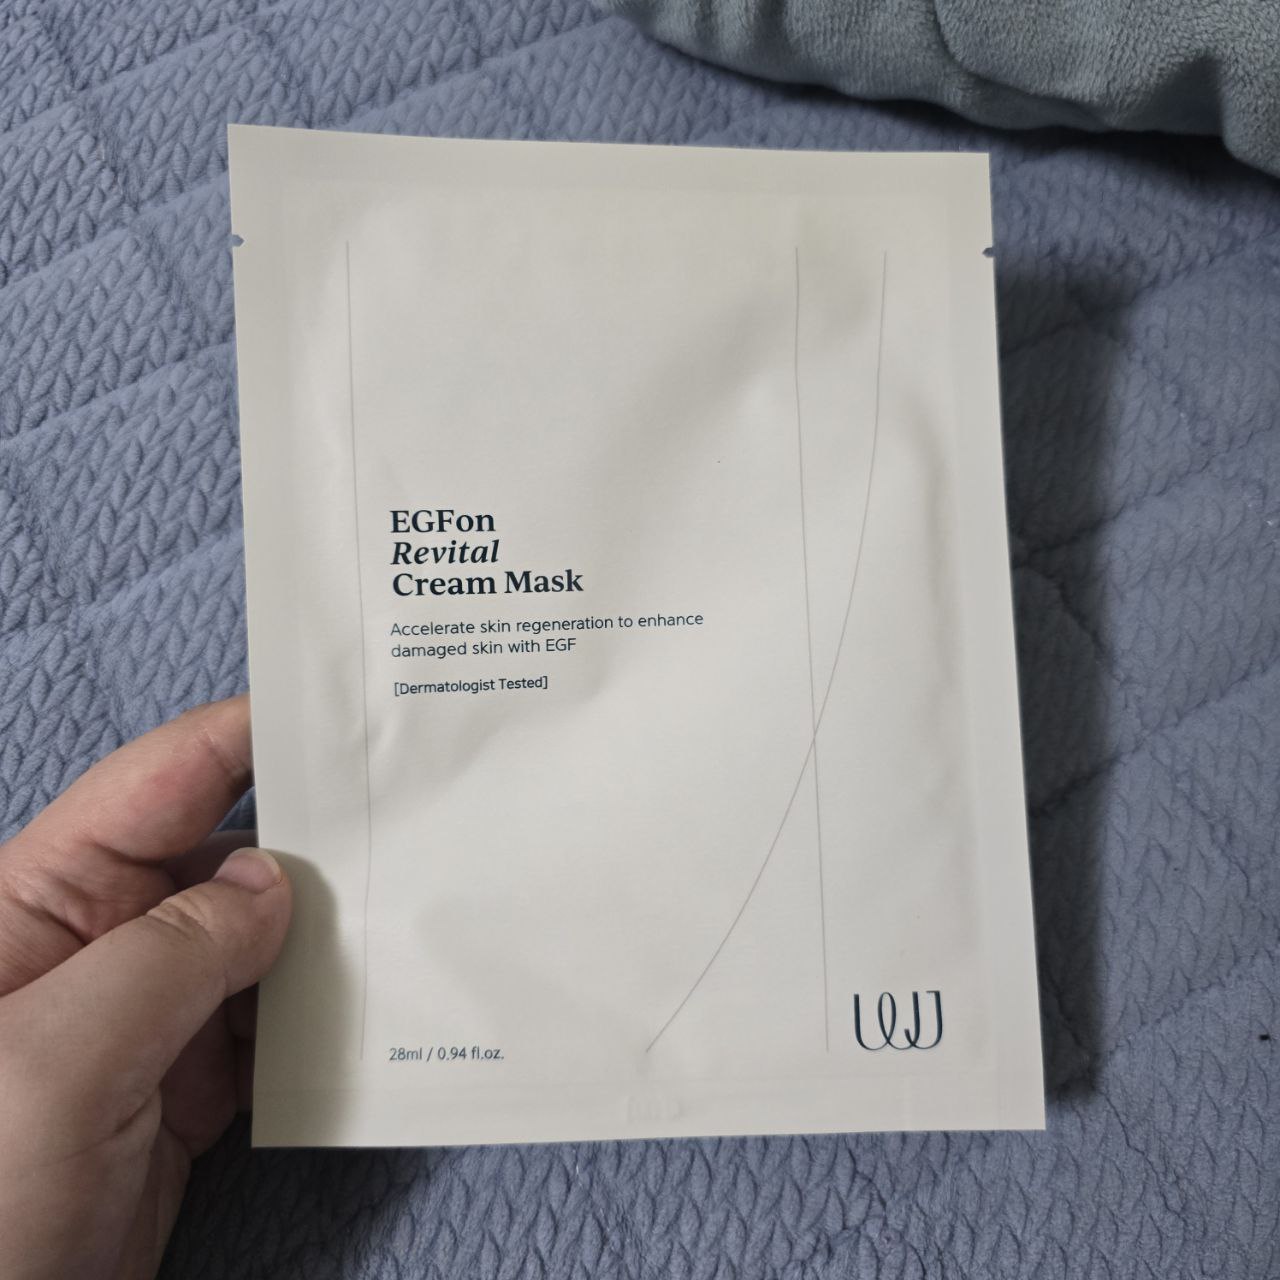 EGFon
Revital
Cream Mask
Accelerate skin regeneration to enhance
damaged skin with EGF
[Dermatologist Tested]
28ml / 0.94 fl.oz.